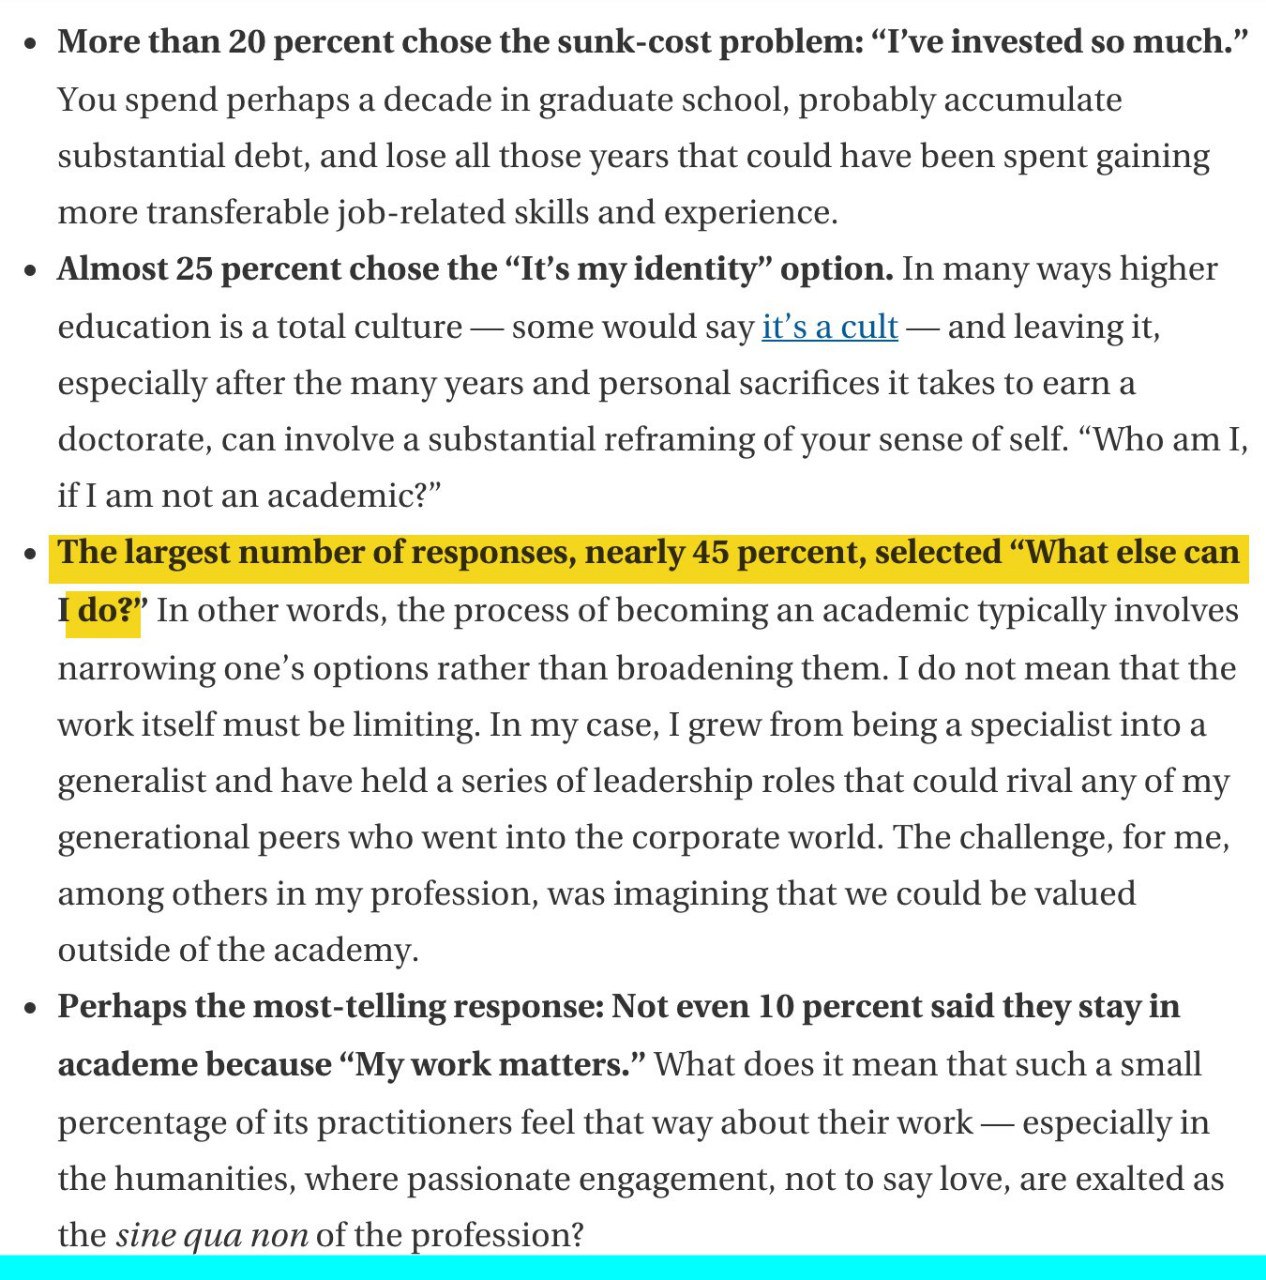 • More than 20 percent chose the sunk-cost problem: “I’ve invested so much.”
You spend perhaps a decade in graduate school, probably accumulate
substantial debt, and lose all those years that could have been spent gaining
more transferable job-related skills and experience.
• Almost 25 percent chose the “It’s my identity” option. In many ways higher
education is a total culture — some would say it’s a cult — and leaving it,
especially after the many years and personal sacrifices it takes to earn a
doctorate, can involve a substantial reframing of your sense of self. “Who am I,
if I am not an academic?”
• The largest number of responses, nearly 45 percent, selected “What else can
I do?” In other words, the process of becoming an academic typically involves
narrowing one’s options rather than broadening them. I do not mean that the
work itself must be limiting. In my case, I grew from being a specialist into a
generalist and have held a series of leadership roles that could rival any of my
generational peers who went into the corporate world. The challenge, for me,
among others in my profession, was imagining that we could be valued
outside of the academy.
• Perhaps the most-telling response: Not even 10 percent said they stay in
academe because “My work matters.” What does it mean that such a small
percentage of its practitioners feel that way about their work — especially in
the humanities, where passionate engagement, not to say love, are exalted as
the sine qua non of the profession?